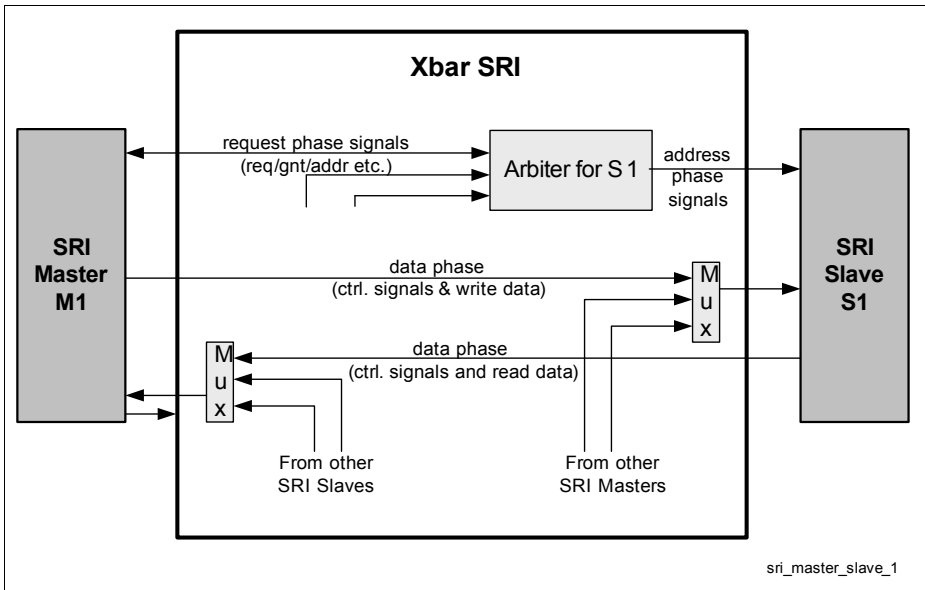 Xbar SRI
request phase signals
(req/gnt/addr etc.)
Arbiter for S1
address
phase
signals
SRI
Master
M1
SRI
Slave
S1
data phase
(ctrl. signals & write data)
M
u
x
data phase
(ctrl. signals and read data)
M
u
x
From other
SRI Slaves
From other
SRI Masters
sri_master_slave_1